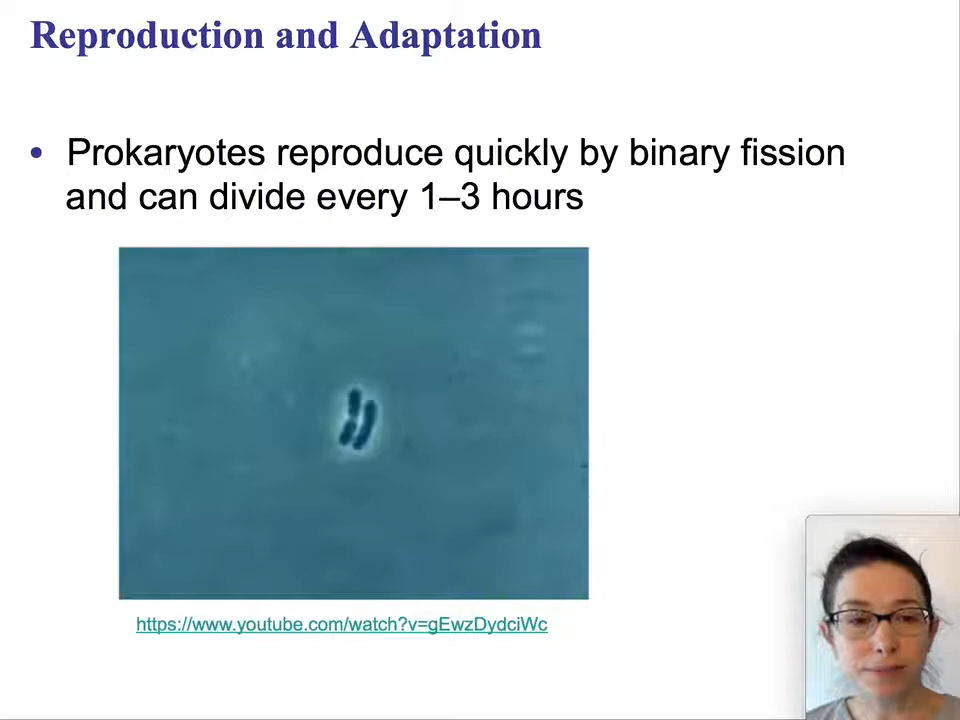 Reproduction and Adaptation
• Prokaryotes reproduce quickly by binary fission
and can divide every 1–3 hours
https://www.youtube.com/watch?v=gEwzDydciWc